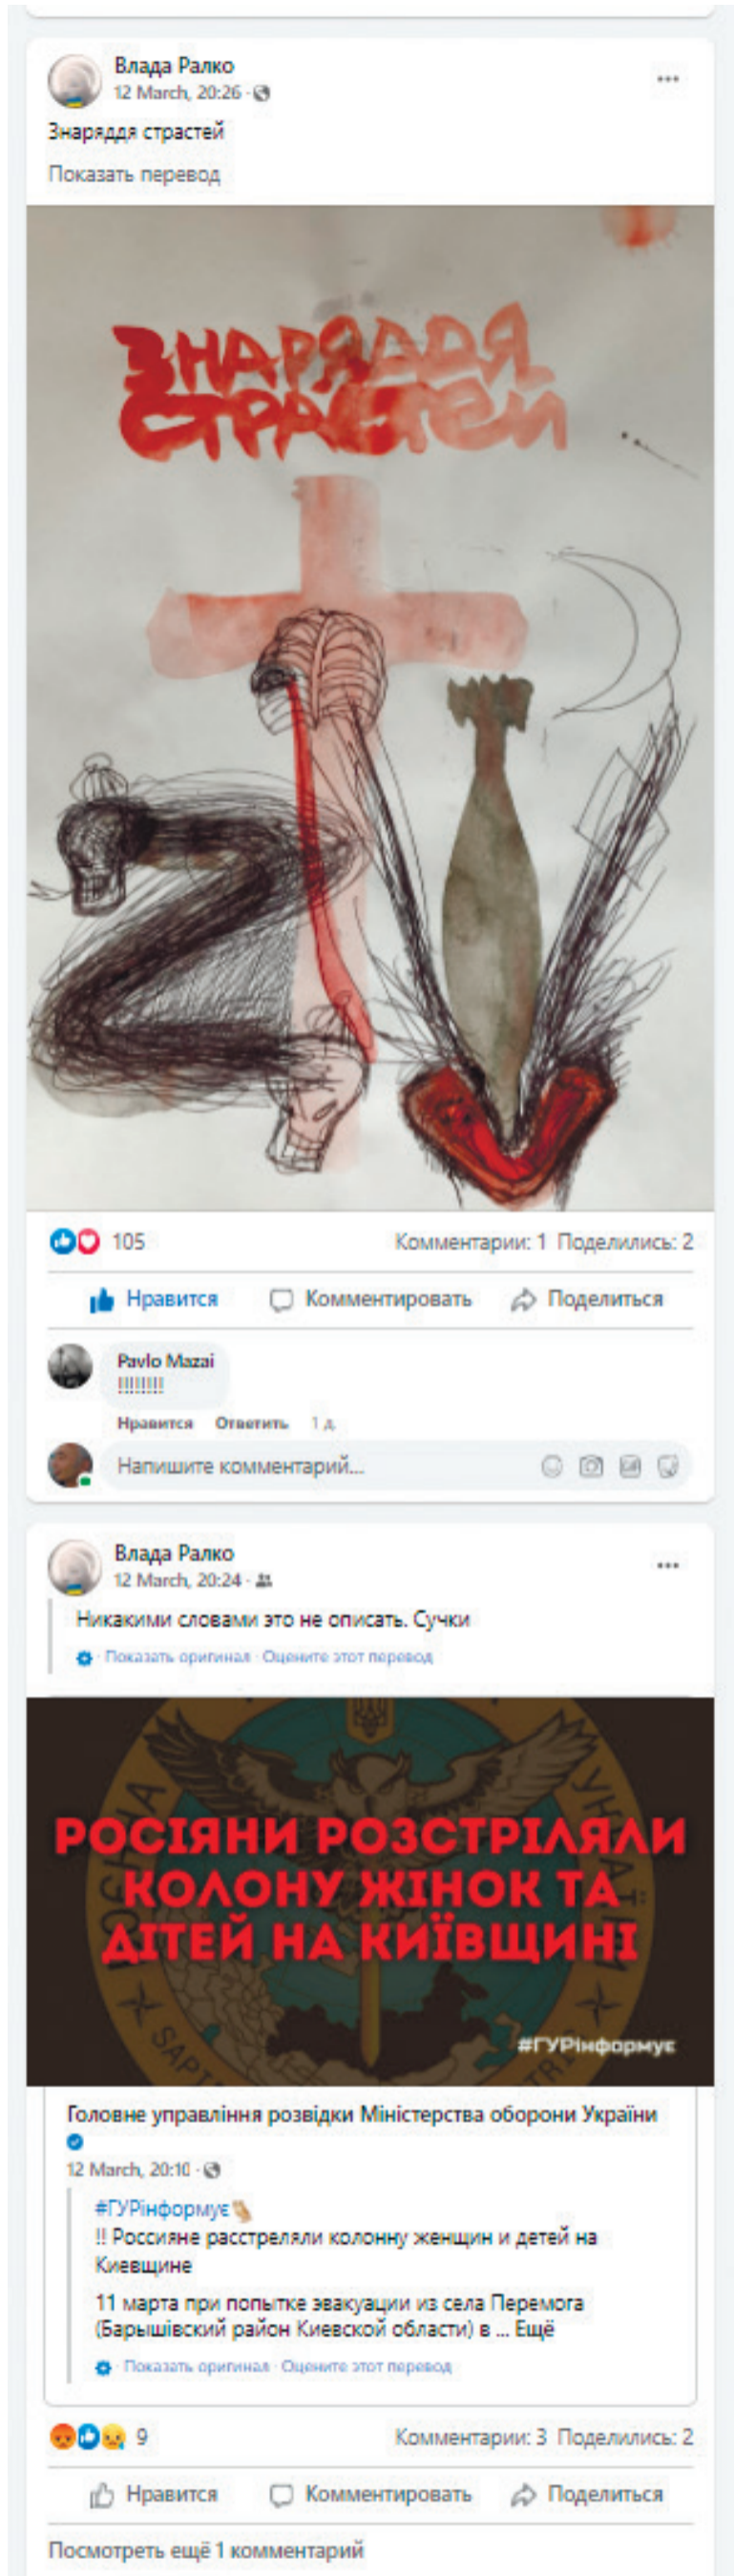 Влада Ралко
12 March, 20:26
Знаряддя страстей
Показать перевод
ЗНАРЯДДЯ
СТРАСТЕЙ
105
Комментарии: 1 Поделились: 2
Нравится Комментировать Поделиться
Pavlo Mazai
!!!!!!!!!
Нравится Ответить 1 д.
Напишите комментарий...
Влада Ралко
12 March, 20:24
Никакими словами это не описать. Сучки
Показать оригинал · Оцените этот перевод
РОСІЯНИ РОЗСТРІЛЯЛИ
КОЛОНУ ЖІНОК ТА
ДІТЕЙ НА КИЇВЩИНІ
#ГУРінформує
Головне управління розвідки Міністерства оборони України
12 March, 20:10
#ГУРінформує
!! Россияне расстреляли колонну женщин и детей на
Киевщине
11 марта при попытке эвакуации из села Перемога
(Барышівский район Киевской области) в ... Ещё
Показать оригинал · Оцените этот перевод
9
Комментарии: 3 Поделились: 2
Нравится Комментировать Поделиться
Посмотреть ещё 1 комментарий